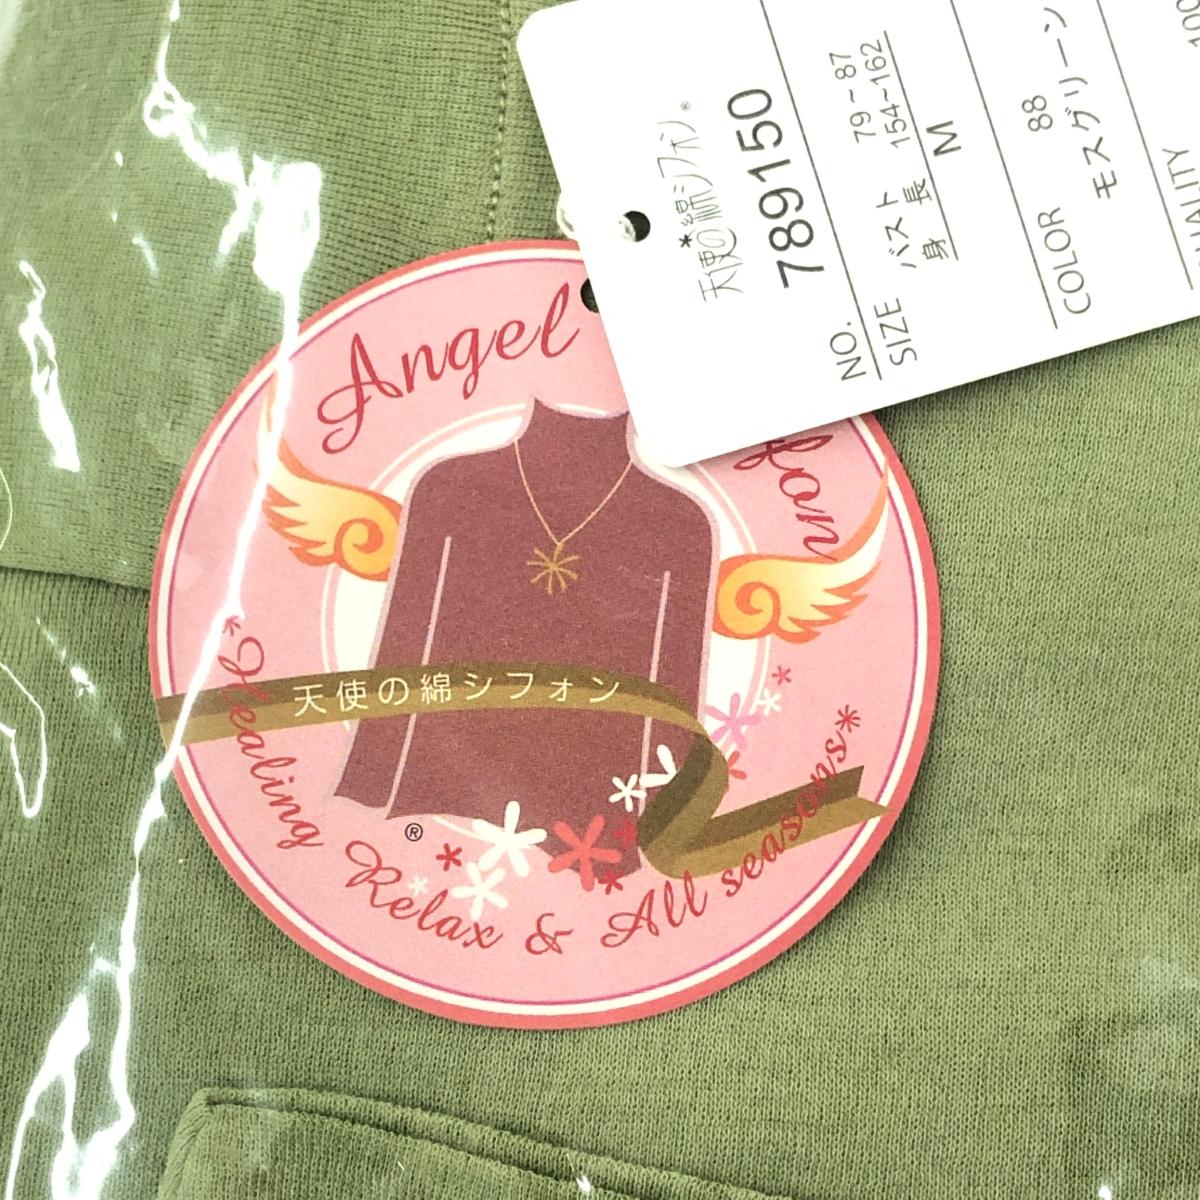 天使の綿シフォン®
789150
NO.
SIZE バスト 79~87
身長 154~162
M
COLOR 88
モスグリーン
100
Angel
天使の綿シフォン
®
*Healing Relax & All seasons*